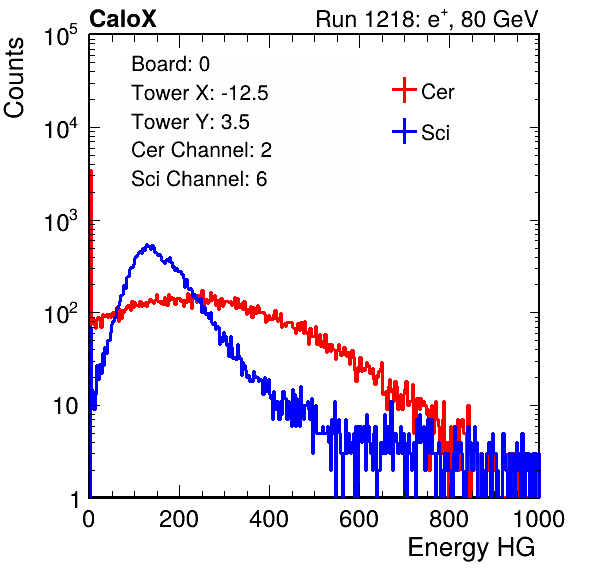 CaloX Run 1218: e⁺, 80 GeV
Counts
Board: 0
Tower X: -12.5
Tower Y: 3.5
Cer Channel: 2
Sci Channel: 6
Cer
Sci
10⁵
10⁴
10³
10²
10
1
0 200 400 600 800 1000
Energy HG